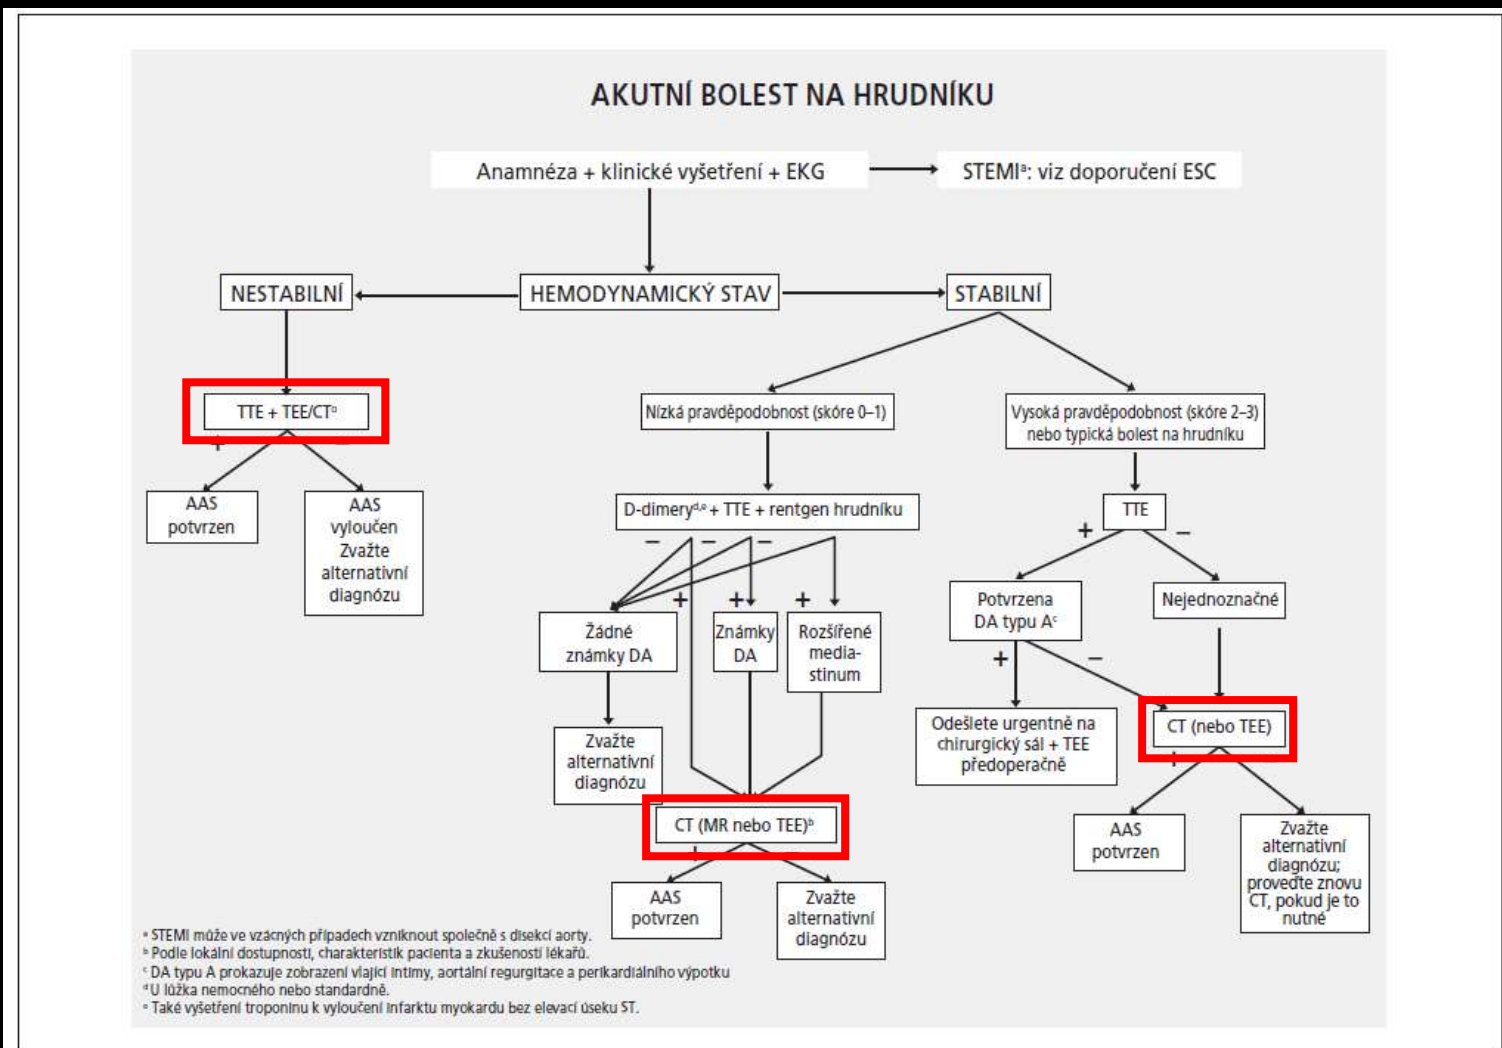 AKUTNÍ BOLEST NA HRUDNÍKU
Anamnéza + klinické vyšetření + EKG
STEMIᵃ: viz doporučení ESC
NESTABILNÍ
HEMODYNAMICKÝ STAV
STABILNÍ
TTE + TEE/CTᵇ
Nízká pravděpodobnost (skóre 0–1)
Vysoká pravděpodobnost (skóre 2–3)
nebo typická bolest na hrudníku
+
–
AAS
potvrzen
AAS
vyloučen
Zvažte
alternativní
diagnózu
D-dimeryᵈ,ᵉ + TTE + rentgen hrudníku
TTE
–
–
–
+
+
+
+
–
Žádné
známky DA
Známky
DA
Rozšířené
media-
stinum
Potvrzena
DA typu Aᶜ
Nejednoznačné
+
–
Zvažte
alternativní
diagnózu
Odešlete urgentně na
chirurgický sál + TEE
předoperačně
CT (nebo TEE)
CT (MR nebo TEE)ᵇ
+
–
+
AAS
potvrzen
Zvažte
alternativní
diagnózu
AAS
potvrzen
Zvažte
alternativní
diagnózu;
proveďte znovu
CT, pokud je to
nutné
ᵃ STEMI může ve vzácných případech vzniknout společně s disekcí aorty.
ᵇ Podle lokální dostupnosti, charakteristik pacienta a zkušeností lékařů.
ᶜ DA typu A prokazuje zobrazení vlající intimy, aortální regurgitace a perikardiálního výpotku
ᵈ U lůžka nemocného nebo standardně.
ᵉ Také vyšetření troponinu k vyloučení infarktu myokardu bez elevací úseku ST.